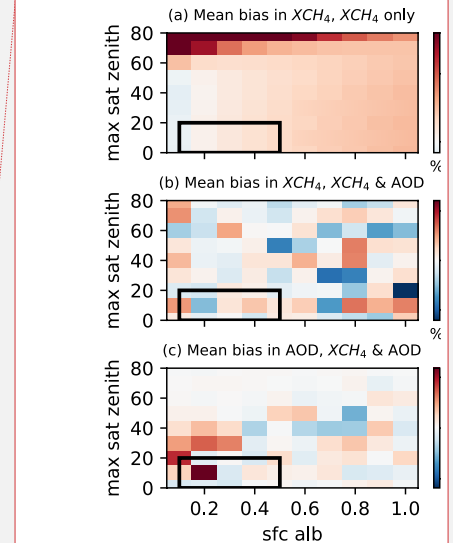 (a) Mean bias in XCH₄, XCH₄ only
80
60
40
20
0
max sat zenith
%
(b) Mean bias in XCH₄, XCH₄ & AOD
80
60
40
20
0
max sat zenith
%
(c) Mean bias in AOD, XCH₄ & AOD
80
60
40
20
0
max sat zenith
0.2 0.4 0.6 0.8 1.0
sfc alb